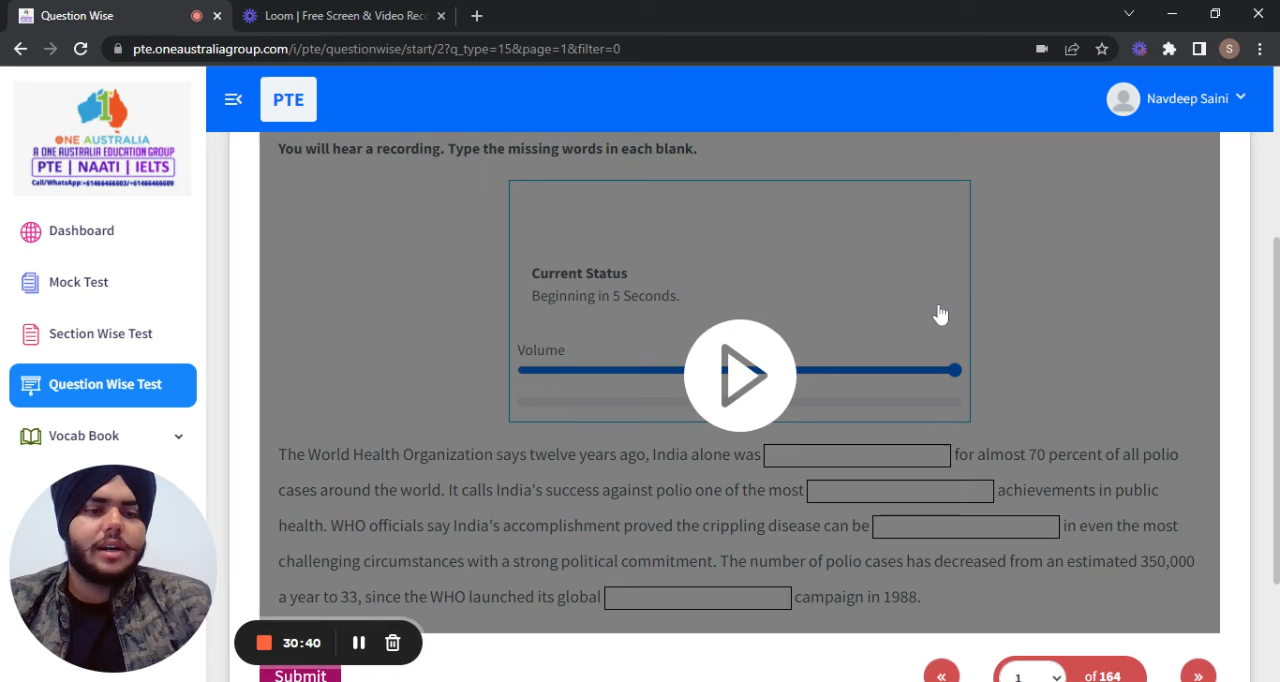 Question Wise
Loom | Free Screen & Video Rec
pte.oneaustraliagroup.com/i/pte/questionwise/start/2?q_type=15&page=1&filter=0
S
1
ONE AUSTRALIA
A ONE AUSTRALIA EDUCATION GROUP
PTE | NAATI | IELTS
Call/WhatsApp:+61466466603/+61466466609
PTE
Navdeep Saini
Dashboard
Mock Test
Section Wise Test
Question Wise Test
Vocab Book
You will hear a recording. Type the missing words in each blank.
Current Status
Beginning in 5 Seconds.
Volume
The World Health Organization says twelve years ago, India alone was for almost 70 percent of all polio
cases around the world. It calls India's success against polio one of the most achievements in public
health. WHO officials say India's accomplishment proved the crippling disease can be in even the most
challenging circumstances with a strong political commitment. The number of polio cases has decreased from an estimated 350,000
a year to 33, since the WHO launched its global campaign in 1988.
30:40
Submit
«
1
of 164
»